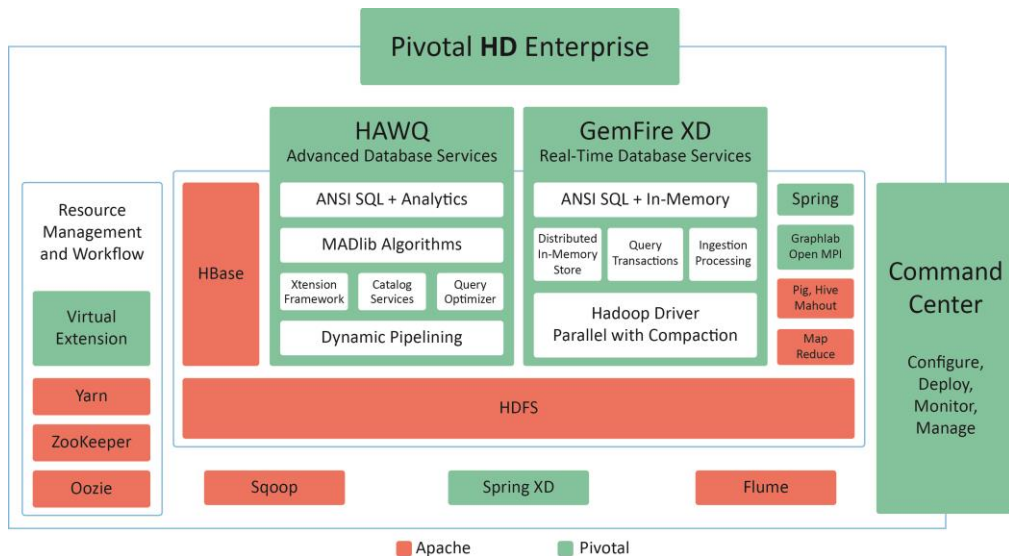 Pivotal HD Enterprise
HAWQ
Advanced Database Services
GemFire XD
Real-Time Database Services
Resource
Management
and Workflow
Virtual
Extension
Yarn
ZooKeeper
Oozie
HBase
ANSI SQL + Analytics
MADlib Algorithms
Xtension
Framework
Catalog
Services
Query
Optimizer
Dynamic Pipelining
ANSI SQL + In-Memory
Distributed
In-Memory
Store
Query
Transactions
Ingestion
Processing
Hadoop Driver
Parallel with Compaction
Spring
Graphlab
Open MPI
Pig, Hive
Mahout
Map
Reduce
HDFS
Command
Center
Configure,
Deploy,
Monitor,
Manage
Sqoop
Spring XD
Flume
Apache
Pivotal